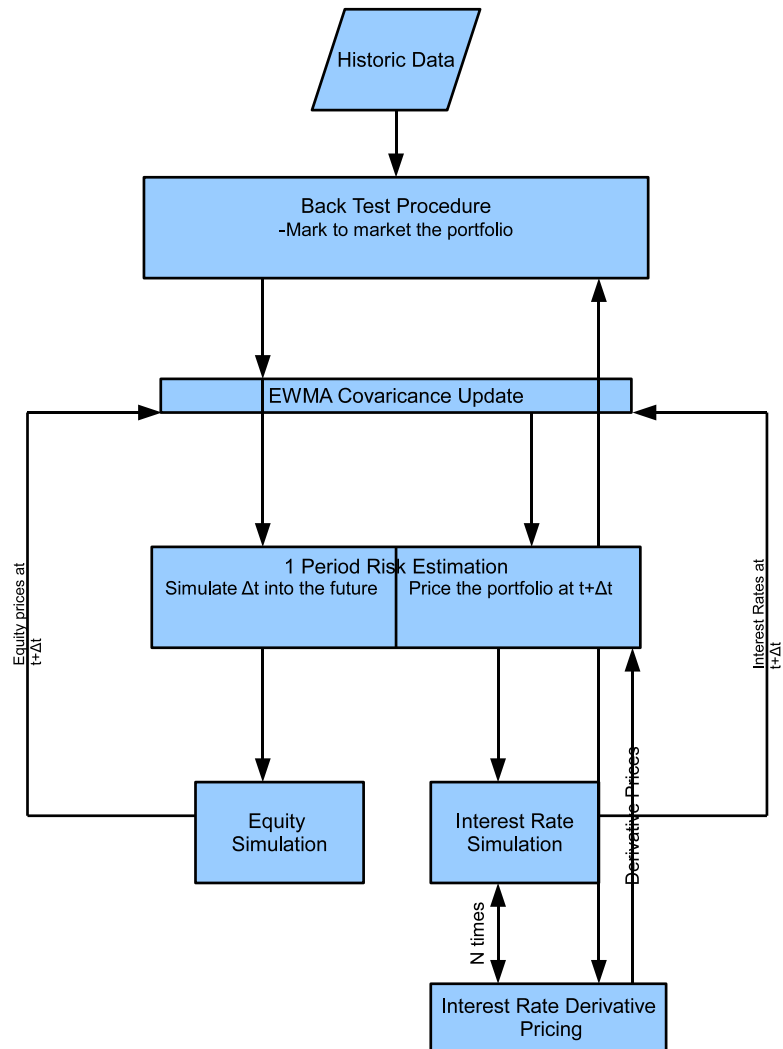 Historic Data
Back Test Procedure
-Mark to market the portfolio
EWMA Covaricance Update
1 Period Risk Estimation
Simulate Δt into the future
Price the portfolio at t+Δt
Equity prices at
t+Δt
Interest Rates at
t+Δt
Equity
Simulation
Interest Rate
Simulation
Derivative Prices
N times
Interest Rate Derivative
Pricing